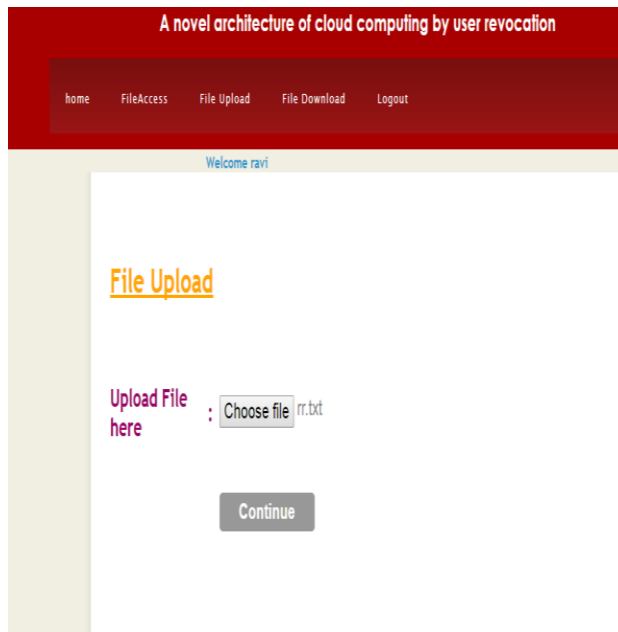 A novel architecture of cloud computing by user revocation
home FileAccess File Upload File Download Logout
Welcome ravi
File Upload
Upload File
here
: Choose file rr.txt
Continue